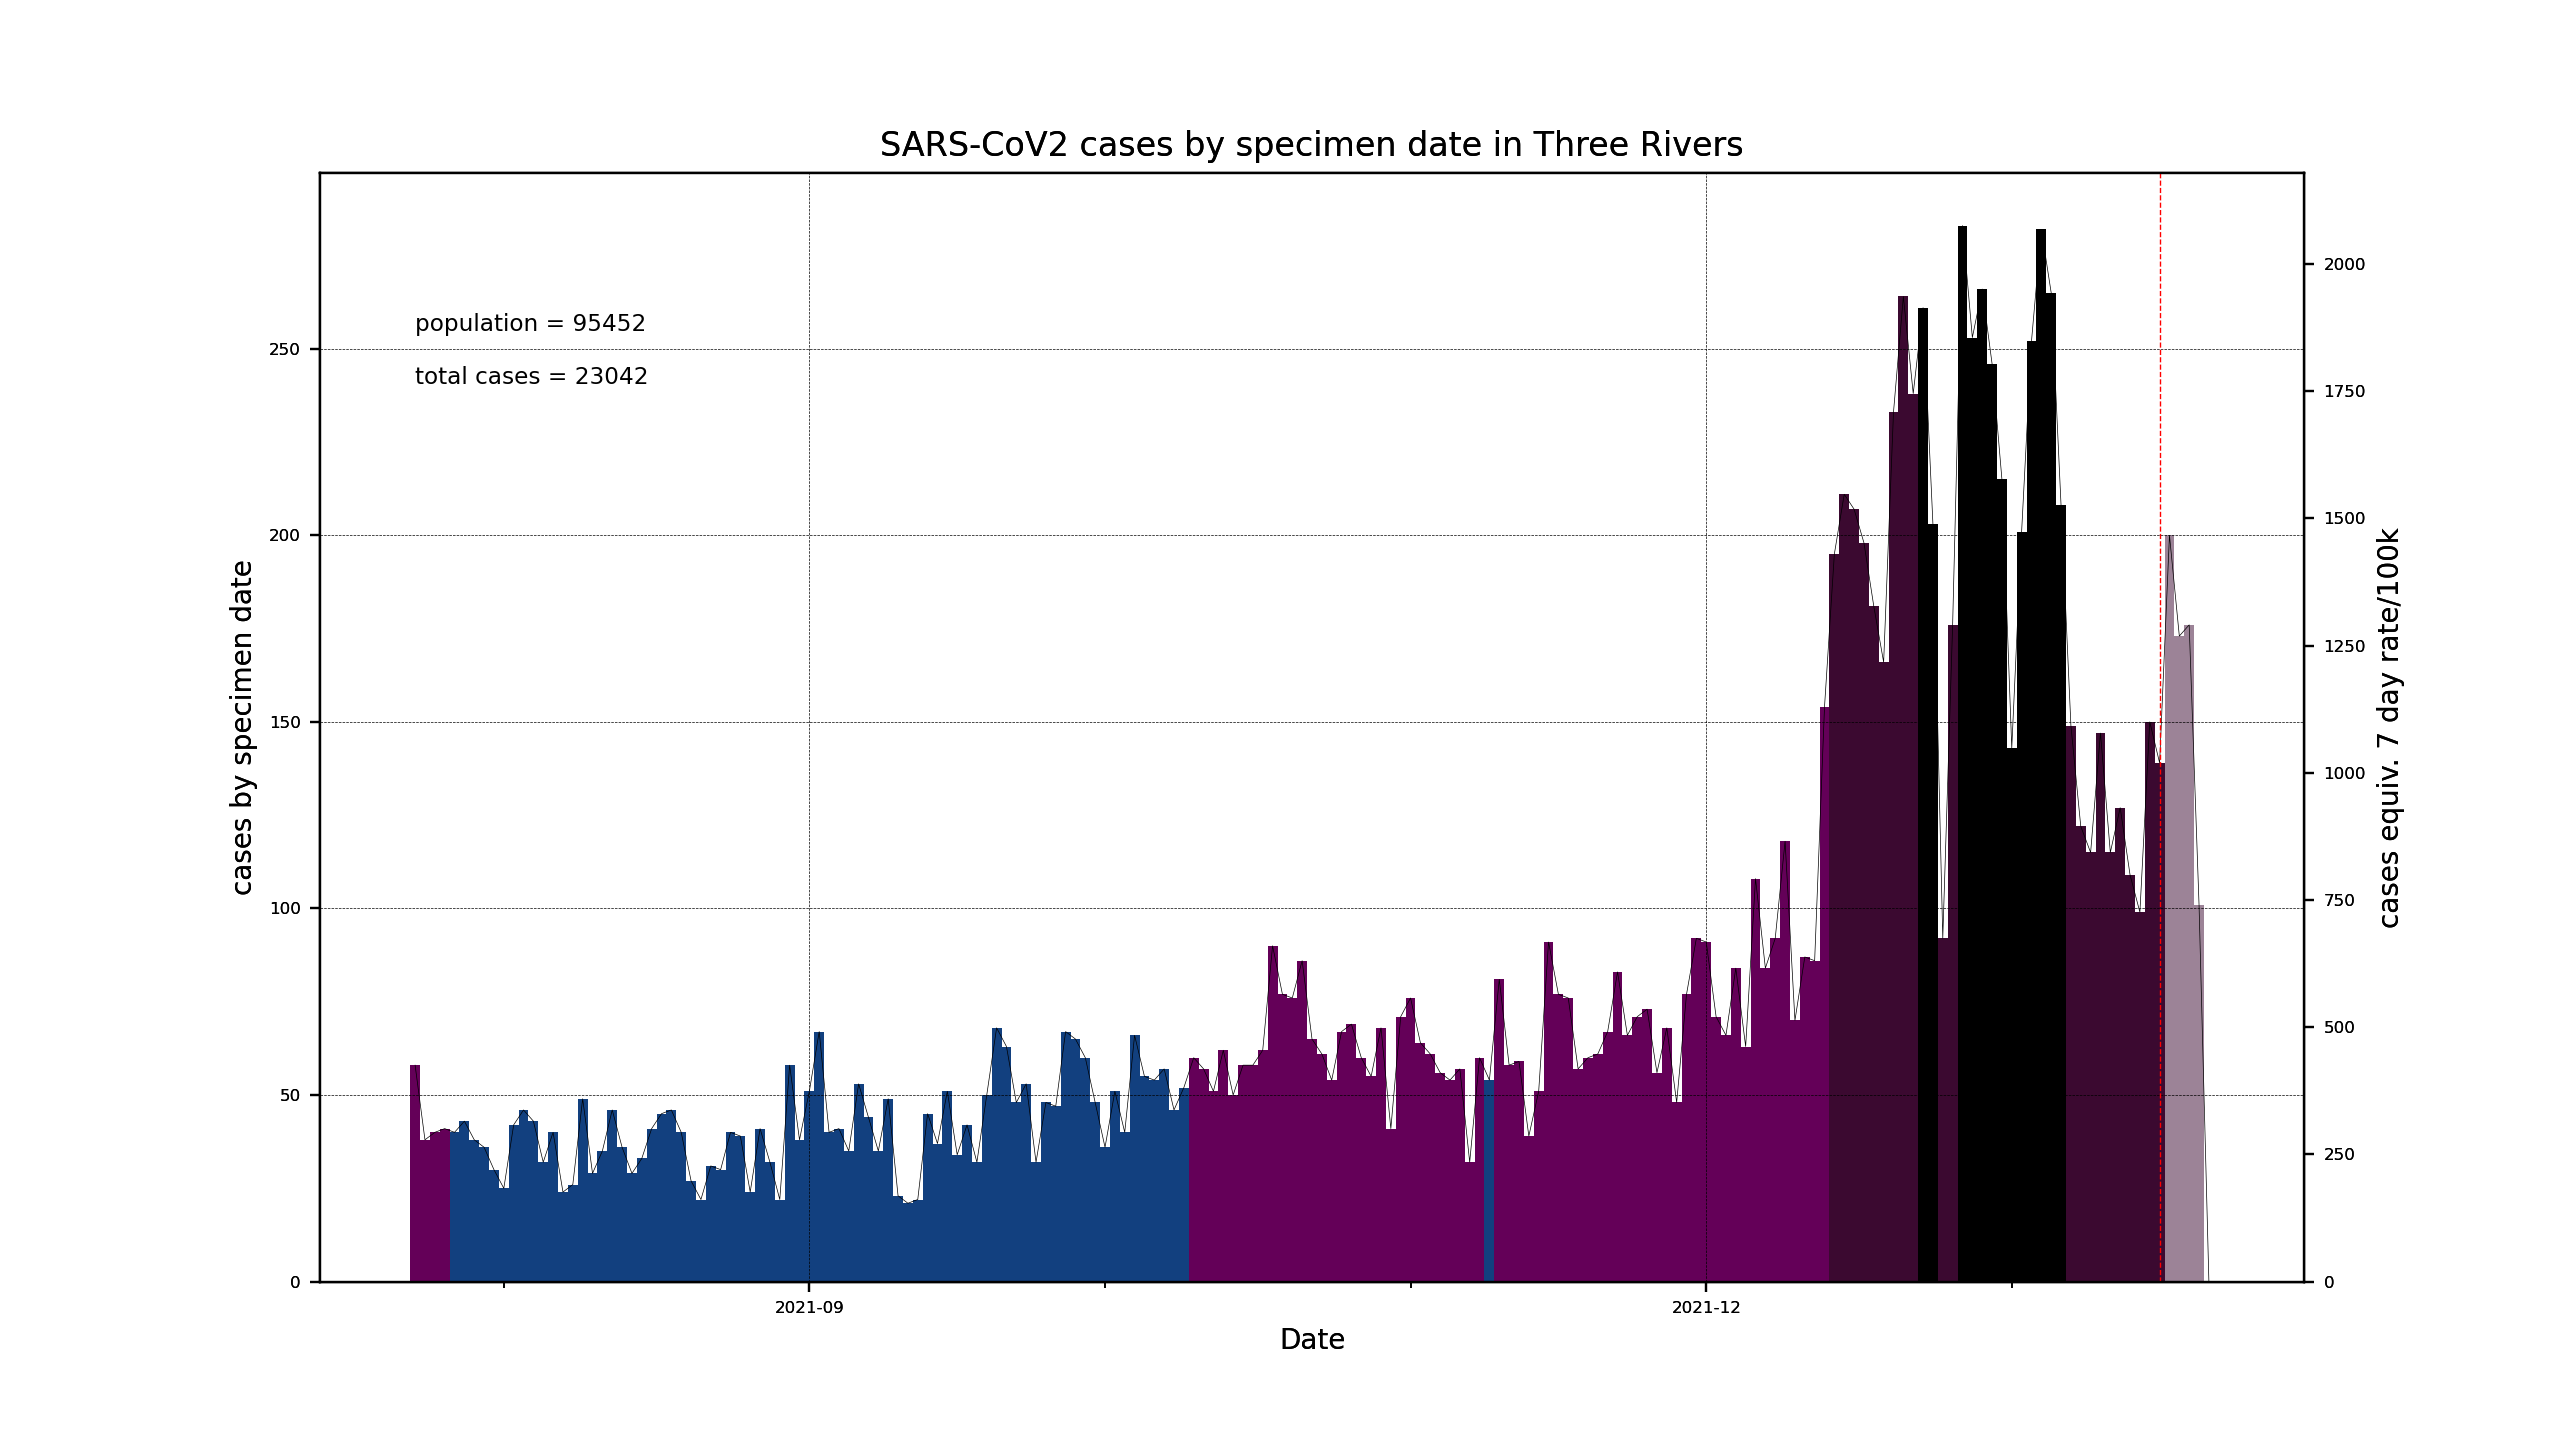 SARS-CoV2 cases by specimen date in Three Rivers
population = 95452
total cases = 23042
cases by specimen date
250
200
150
100
50
0
2000
1750
1500
1250
1000
750
500
250
0
cases equiv. 7 day rate/100k
2021-09
2021-12
Date